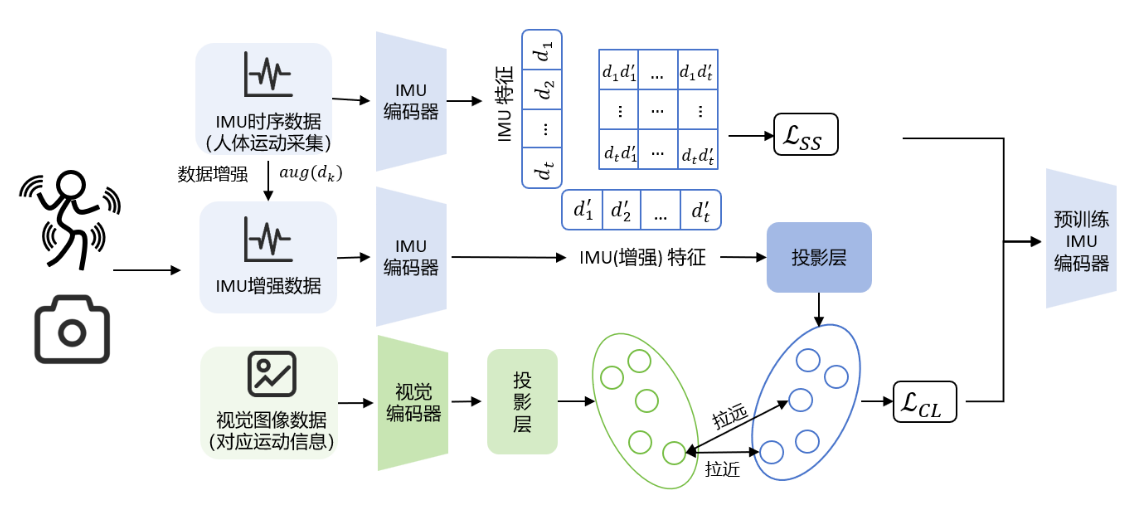 IMU时序数据
(人体运动采集)
数据增强
aug(dₖ)
IMU增强数据
视觉图像数据
(对应运动信息)
IMU
编码器
IMU
编码器
视觉
编码器
投
影
层
IMU 特征
d₁
d₂
...
dₜ
d₁d′₁ ... d₁d′ₜ
⋮ ... ⋮
dₜd′₁ ... dₜd′ₜ
d′₁ d′₂ ... d′ₜ
IMU(增强) 特征
投影层
拉远
拉近
ℒSS
ℒCL
预训练
IMU
编码器